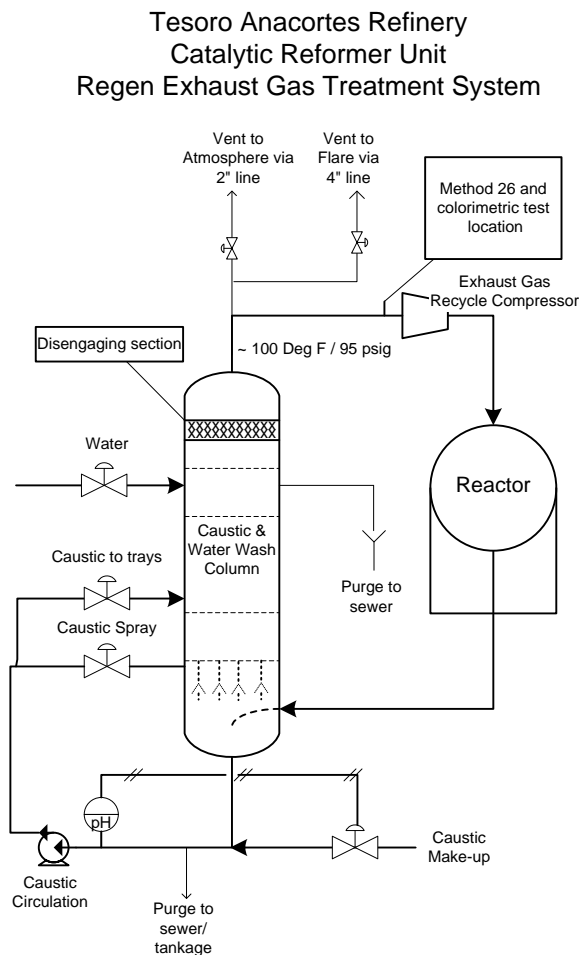 Tesoro Anacortes Refinery
Catalytic Reformer Unit
Regen Exhaust Gas Treatment System
Vent to
Atmosphere via
2" line
Vent to
Flare via
4" line
Method 26 and
colorimetric test
location
Exhaust Gas
Recycle Compressor
Disengaging section
~ 100 Deg F / 95 psig
Water
Reactor
Caustic &
Water Wash
Column
Caustic to trays
Purge to
sewer
Caustic Spray
pH
Caustic
Make-up
Caustic
Circulation
Purge to
sewer/
tankage